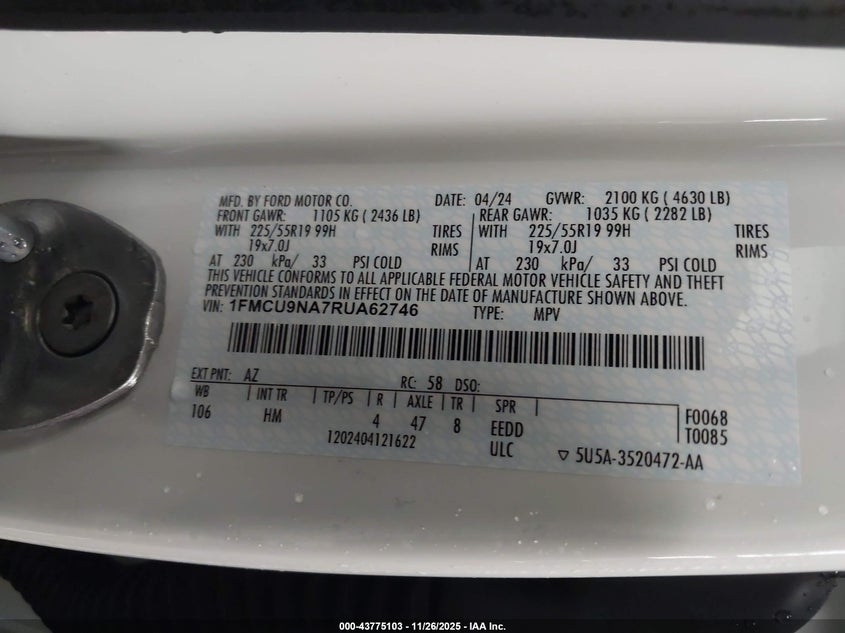 MFD. BY FORD MOTOR CO. DATE: 04/24 GVWR: 2100 KG ( 4630 LB)
FRONT GAWR: 1105 KG ( 2436 LB) REAR GAWR: 1035 KG ( 2282 LB)
WITH 225/55R19 99H TIRES WITH 225/55R19 99H TIRES
19x7.0J RIMS 19x7.0J RIMS
AT 230 kPa/ 33 PSI COLD AT 230 kPa/ 33 PSI COLD
THIS VEHICLE CONFORMS TO ALL APPLICABLE FEDERAL MOTOR VEHICLE SAFETY AND THEFT
PREVENTION STANDARDS IN EFFECT ON THE DATE OF MANUFACTURE SHOWN ABOVE.
VIN: 1FMCU9NA7RUA62746 TYPE: MPV
EXT PNT: AZ RC: 58 DSO:
WB INT TR TP/PS R AXLE TR SPR F0068
106 HM 4 47 8 EEDD T0085
1202404121622 ULC ▽ 5U5A-3520472-AA
000-43775103 - 11/26/2025 - IAA Inc.